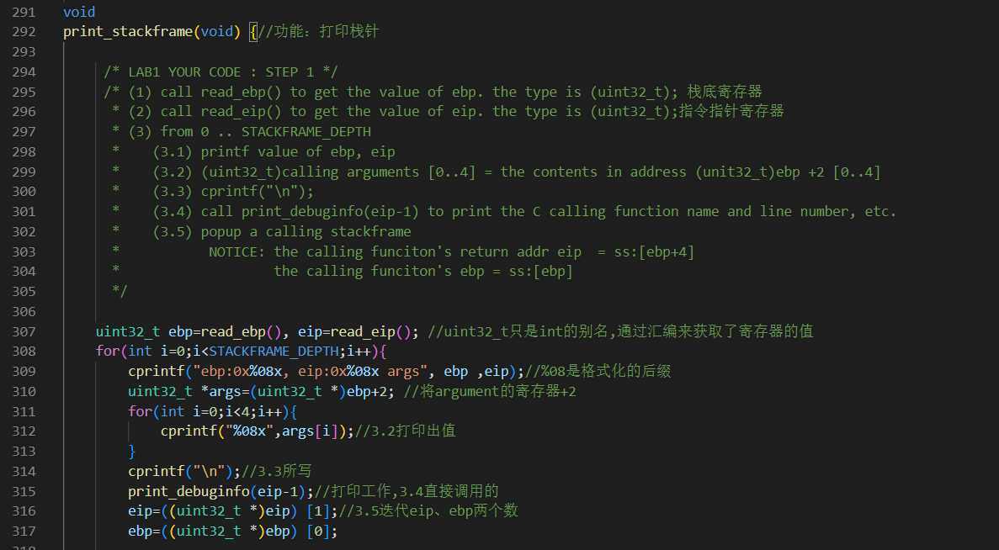 291 void
292 print_stackframe(void) {//功能: 打印栈针
293
294 /* LAB1 YOUR CODE : STEP 1 */
295 /* (1) call read_ebp() to get the value of ebp. the type is (uint32_t); 栈底寄存器
296 * (2) call read_eip() to get the value of eip. the type is (uint32_t);指令指针寄存器
297 * (3) from 0 .. STACKFRAME_DEPTH
298 * (3.1) printf value of ebp, eip
299 * (3.2) (uint32_t)calling arguments [0..4] = the contents in address (unit32_t)ebp +2 [0..4]
300 * (3.3) cprintf("\n");
301 * (3.4) call print_debuginfo(eip-1) to print the C calling function name and line number, etc.
302 * (3.5) popup a calling stackframe
303 * NOTICE: the calling funciton's return addr eip  = ss:[ebp+4]
304 * the calling funciton's ebp = ss:[ebp]
305 */
306
307 uint32_t ebp=read_ebp(), eip=read_eip(); //uint32_t只是int的别名,通过汇编来获取了寄存器的值
308 for(int i=0;i<STACKFRAME_DEPTH;i++){
309 cprintf("ebp:0x%08x, eip:0x%08x args", ebp ,eip);//%08是格式化的后缀
310 uint32_t *args=(uint32_t *)ebp+2; //将argument的寄存器+2
311 for(int i=0;i<4;i++){
312 cprintf("%08x",args[i]);//3.2打印出值
313 }
314 cprintf("\n");//3.3所写
315 print_debuginfo(eip-1);//打印工作,3.4直接调用的
316 eip=((uint32_t *)eip) [1];//3.5迭代eip、ebp两个数
317 ebp=((uint32_t *)ebp) [0];